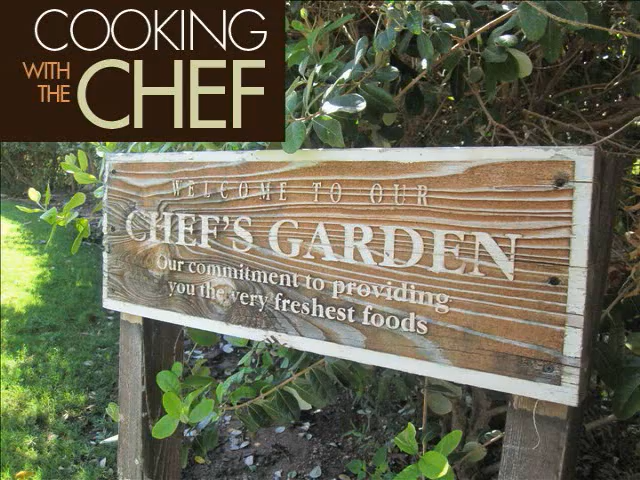 COOKING
WITH
THE
CHEF
WELCOME TO OUR
CHEF'S GARDEN
Our commitment to providing
you the very freshest foods